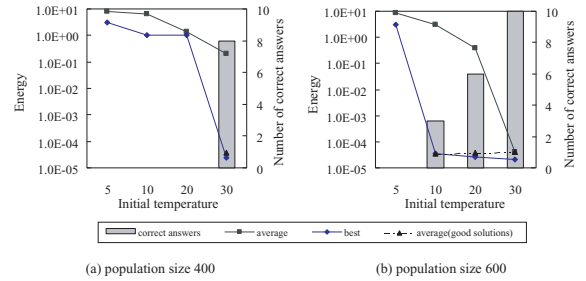 1.0E+01
1.0E+00
1.0E-01
1.0E-02
1.0E-03
1.0E-04
1.0E-05
Energy
10
8
6
4
2
0
Number of correct answers
5 10 20 30
Initial temperature
1.0E+01
1.0E+00
1.0E-01
1.0E-02
1.0E-03
1.0E-04
1.0E-05
Energy
10
8
6
4
2
0
Number of correct answers
5 10 20 30
Initial temperature
correct answers average best average(good solutions)
(a) population size 400
(b) population size 600